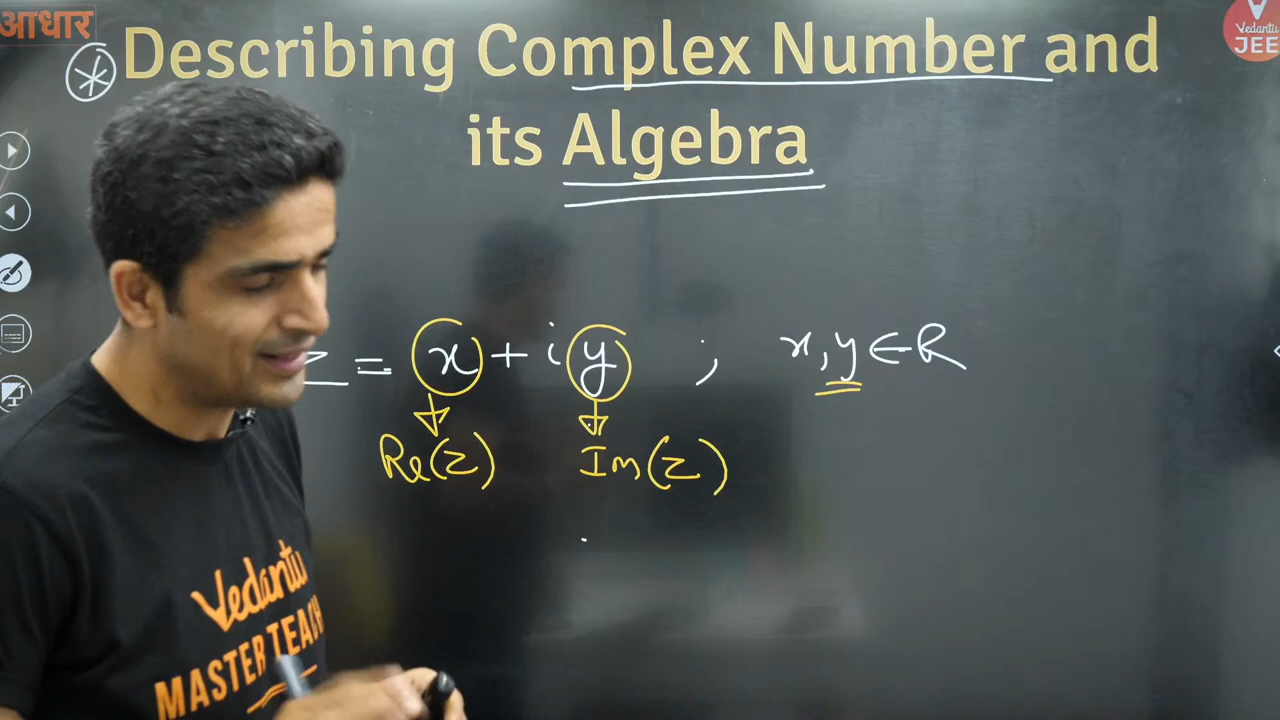 आधार
Describing Complex Number and
its Algebra
Vedantu
JEE
z = x + iy ; x, y ∈ R
Re(z) Im(z)
Vedantu
MASTER TEACH